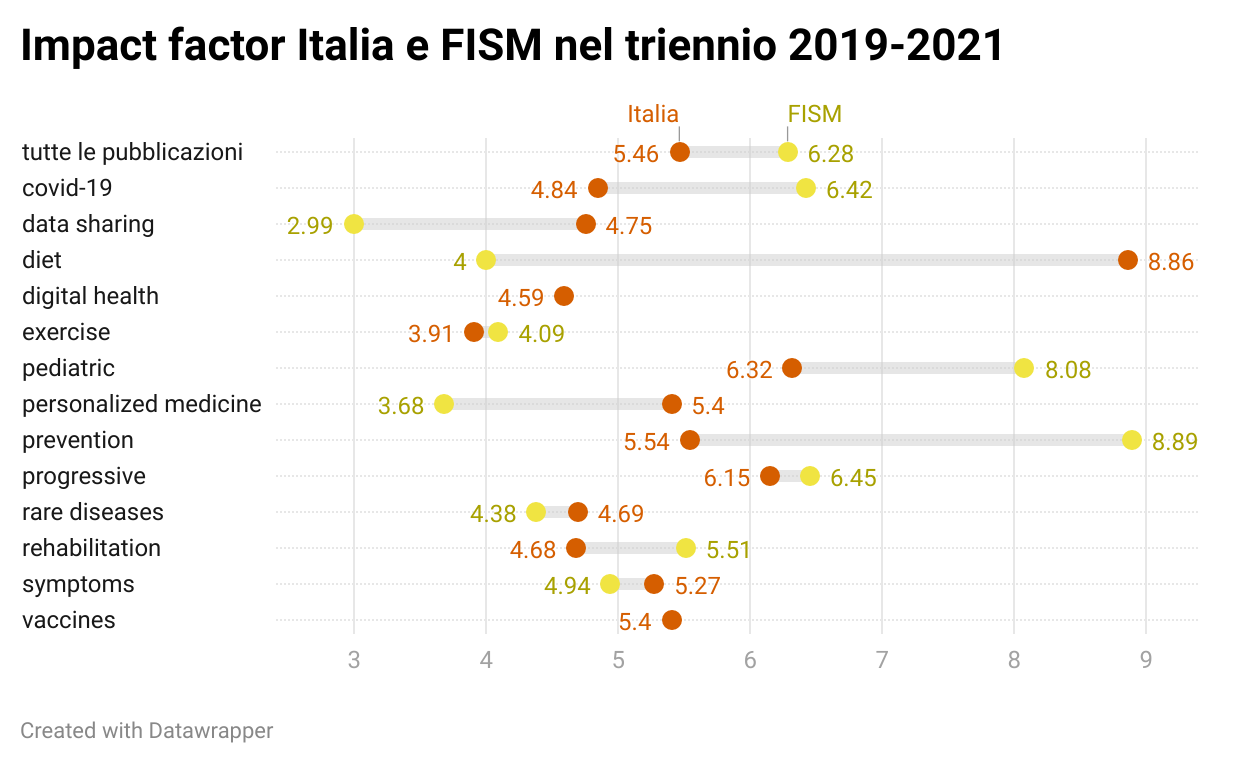 Impact factor Italia e FISM nel triennio 2019-2021
Italia FISM
tutte le pubblicazioni 5.46 6.28
covid-19 4.84 6.42
data sharing 2.99 4.75
diet 4 8.86
digital health 4.59
exercise 3.91 4.09
pediatric 6.32 8.08
personalized medicine 3.68 5.4
prevention 5.54 8.89
progressive 6.15 6.45
rare diseases 4.38 4.69
rehabilitation 4.68 5.51
symptoms 4.94 5.27
vaccines 5.4
3 4 5 6 7 8 9
Created with Datawrapper